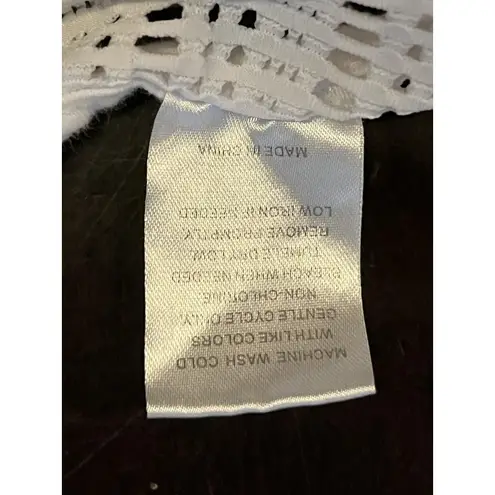 MACHINE WASH COLD
WITH LIKE COLORS
GENTLE CYCLE ONLY.
NON-CHLORINE
BLEACH WHEN NEEDED
TUMBLE DRY LOW.
REMOVE PROMPTLY.
LOW IRON IF NEEDED
MADE IN CHINA